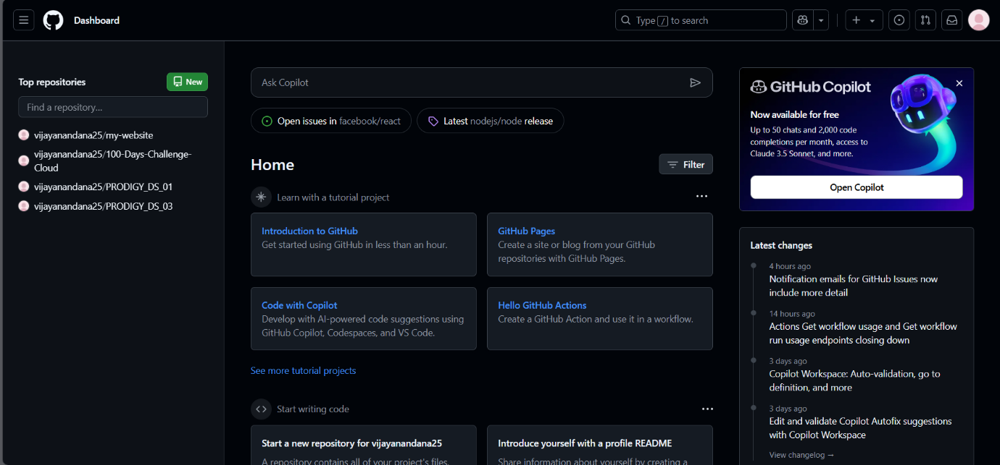 Dashboard
Type / to search
Top repositories
New
Find a repository...
vijayanandana25/my-website
vijayanandana25/100-Days-Challenge-
Cloud
vijayanandana25/PRODIGY_DS_01
vijayanandana25/PRODIGY_DS_03
Ask Copilot
Open issues in facebook/react
Latest nodejs/node release
Home
Filter
Learn with a tutorial project
Introduction to GitHub
Get started using GitHub in less than an hour.
GitHub Pages
Create a site or blog from your GitHub
repositories with GitHub Pages.
Code with Copilot
Develop with AI-powered code suggestions using
GitHub Copilot, Codespaces, and VS Code.
Hello GitHub Actions
Create a GitHub Action and use it in a workflow.
See more tutorial projects
Start writing code
Start a new repository for vijayanandana25
A repository contains all of your project's files,
Introduce yourself with a profile README
Share information about yourself by creating a
GitHub Copilot
Now available for free
Up to 50 chats and 2,000 code
completions per month, access to
Claude 3.5 Sonnet, and more.
Open Copilot
Latest changes
4 hours ago
Notification emails for GitHub Issues now
include more detail
14 hours ago
Actions Get workflow usage and Get workflow
run usage endpoints closing down
3 days ago
Copilot Workspace: Auto-validation, go to
definition, and more
3 days ago
Edit and validate Copilot Autofix suggestions
with Copilot Workspace
View changelog →